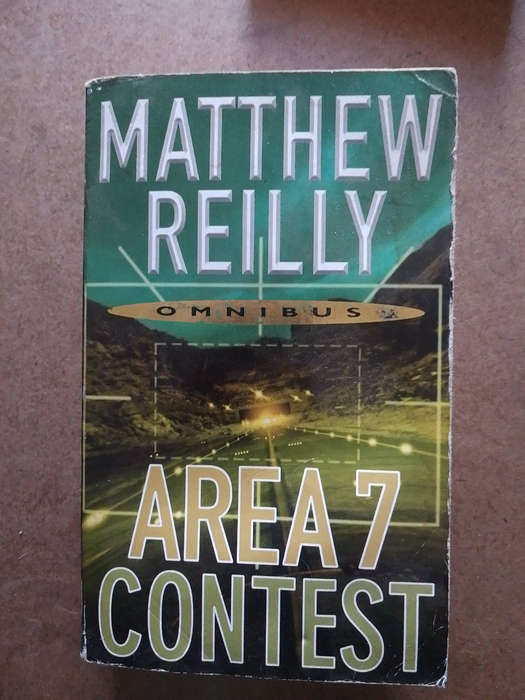 MATTHEW
REILLY
OMNIBUS
AREA 7
CONTEST